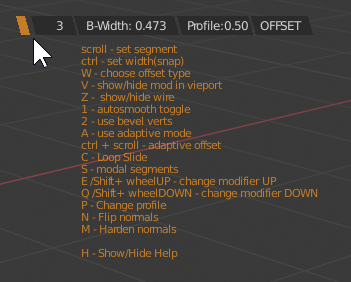 3 B-Width: 0.473 Profile:0.50 OFFSET
scroll - set segment
ctrl - set width(snap)
W - choose offset type
V - show/hide mod in vieport
Z - show/hide wire
1 - autosmooth toggle
2 - use bevel verts
A - use adaptive mode
ctrl + scroll - adaptive offset
C - Loop Slide
S - modal segments
E /Shift+ wheelUP - change modifier UP
Q /Shift+ wheelDOWN - change modifier DOWN
P - Change profile
N - Flip normals
M - Harden normals
H - Show/Hide Help